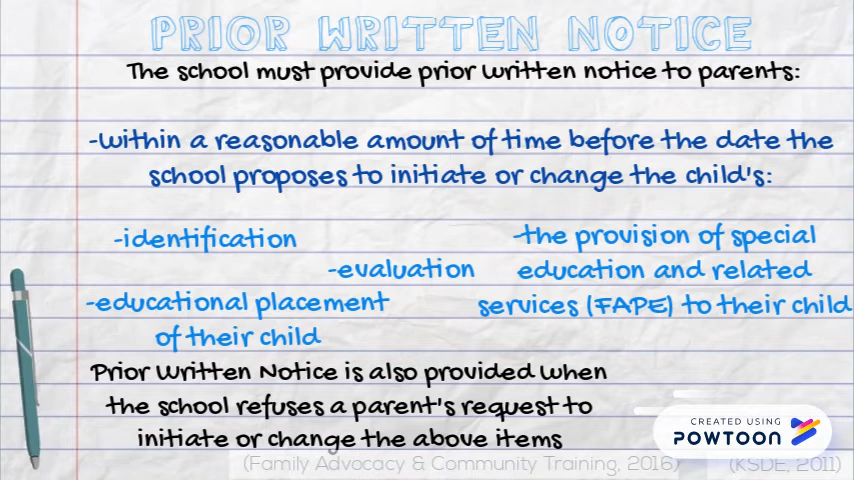 PRIOR WRITTEN NOTICE
The school must provide prior written notice to parents:
-within a reasonable amount of time before the date the
school proposes to initiate or change the child's:
-identification
-evaluation
-educational placement
of their child
-the provision of special
education and related
services (FAPE) to their child
Prior Written Notice is also provided when
the school refuses a parent's request to
initiate or change the above items
CREATED USING
POWTOON
(Family Advocacy & Community Training, 2016)
(KSDE, 2011)